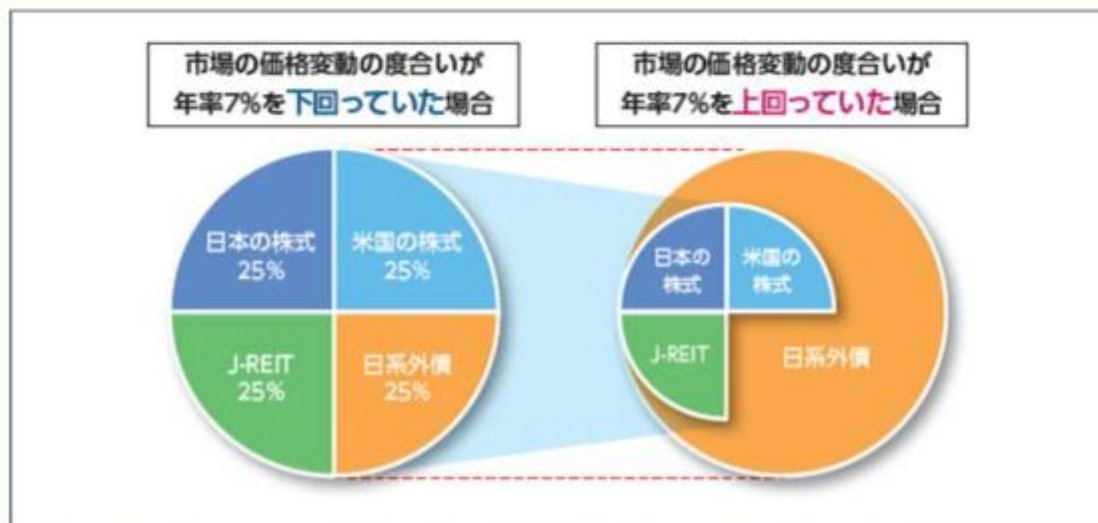 市場の価格変動の度合いが
年率7%を下回っていた場合
市場の価格変動の度合いが
年率7%を上回っていた場合
日本の株式
25%
米国の株式
25%
J-REIT
25%
日系外債
25%
日本の
株式
米国の
株式
J-REIT
日系外債